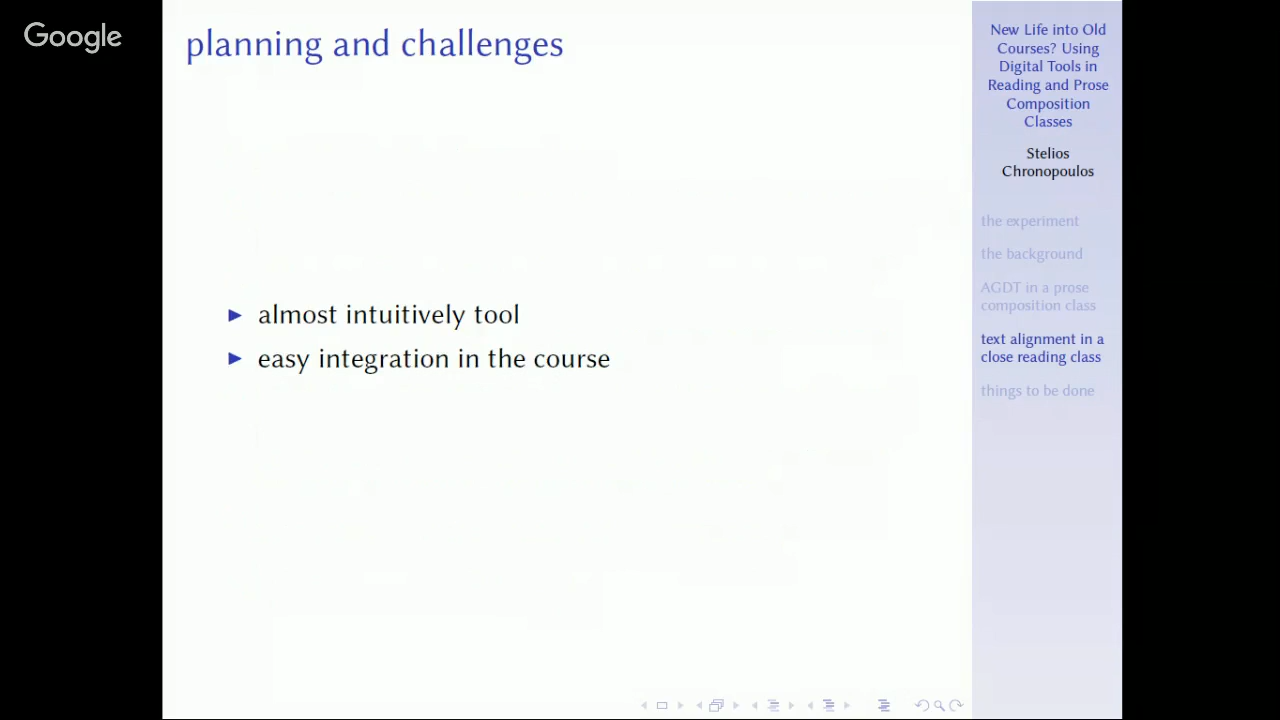 Google
planning and challenges
almost intuitively tool
easy integration in the course
New Life into Old
Courses? Using
Digital Tools in
Reading and Prose
Composition
Classes
Stelios
Chronopoulos
the experiment
the background
AGDT in a prose
composition class
text alignment in a
close reading class
things to be done